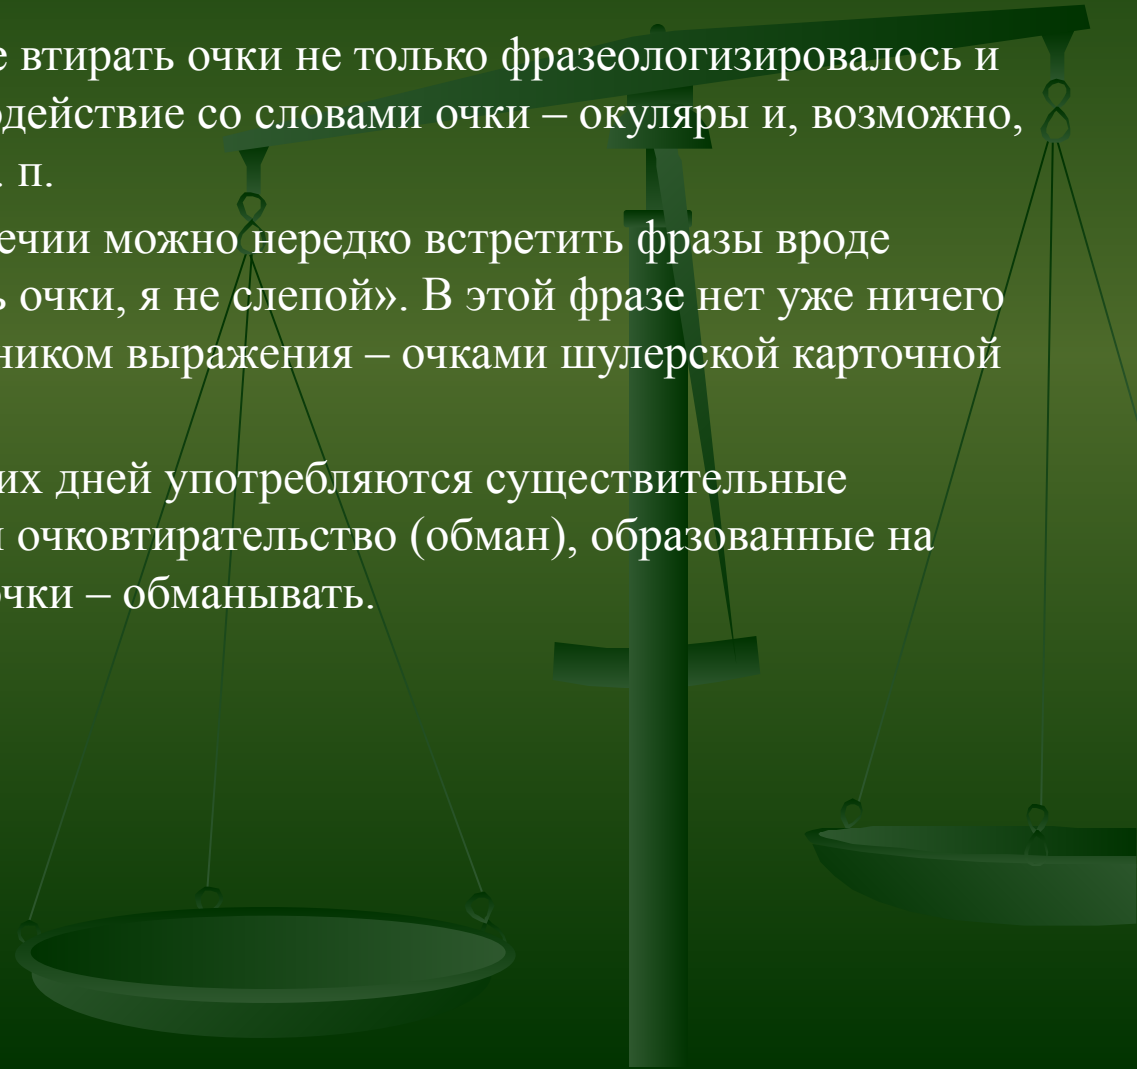 е втирать очки не только фразеологизировалось и
одействие со словами очки – окуляры и, возможно,
. п.
ечии можно нередко встретить фразы вроде
ь очки, я не слепой». В этой фразе нет уже ничего
ником выражения – очками шулерской карточной
их дней употребляются существительные
и очковтирательство (обман), образованные на
очки – обманывать.